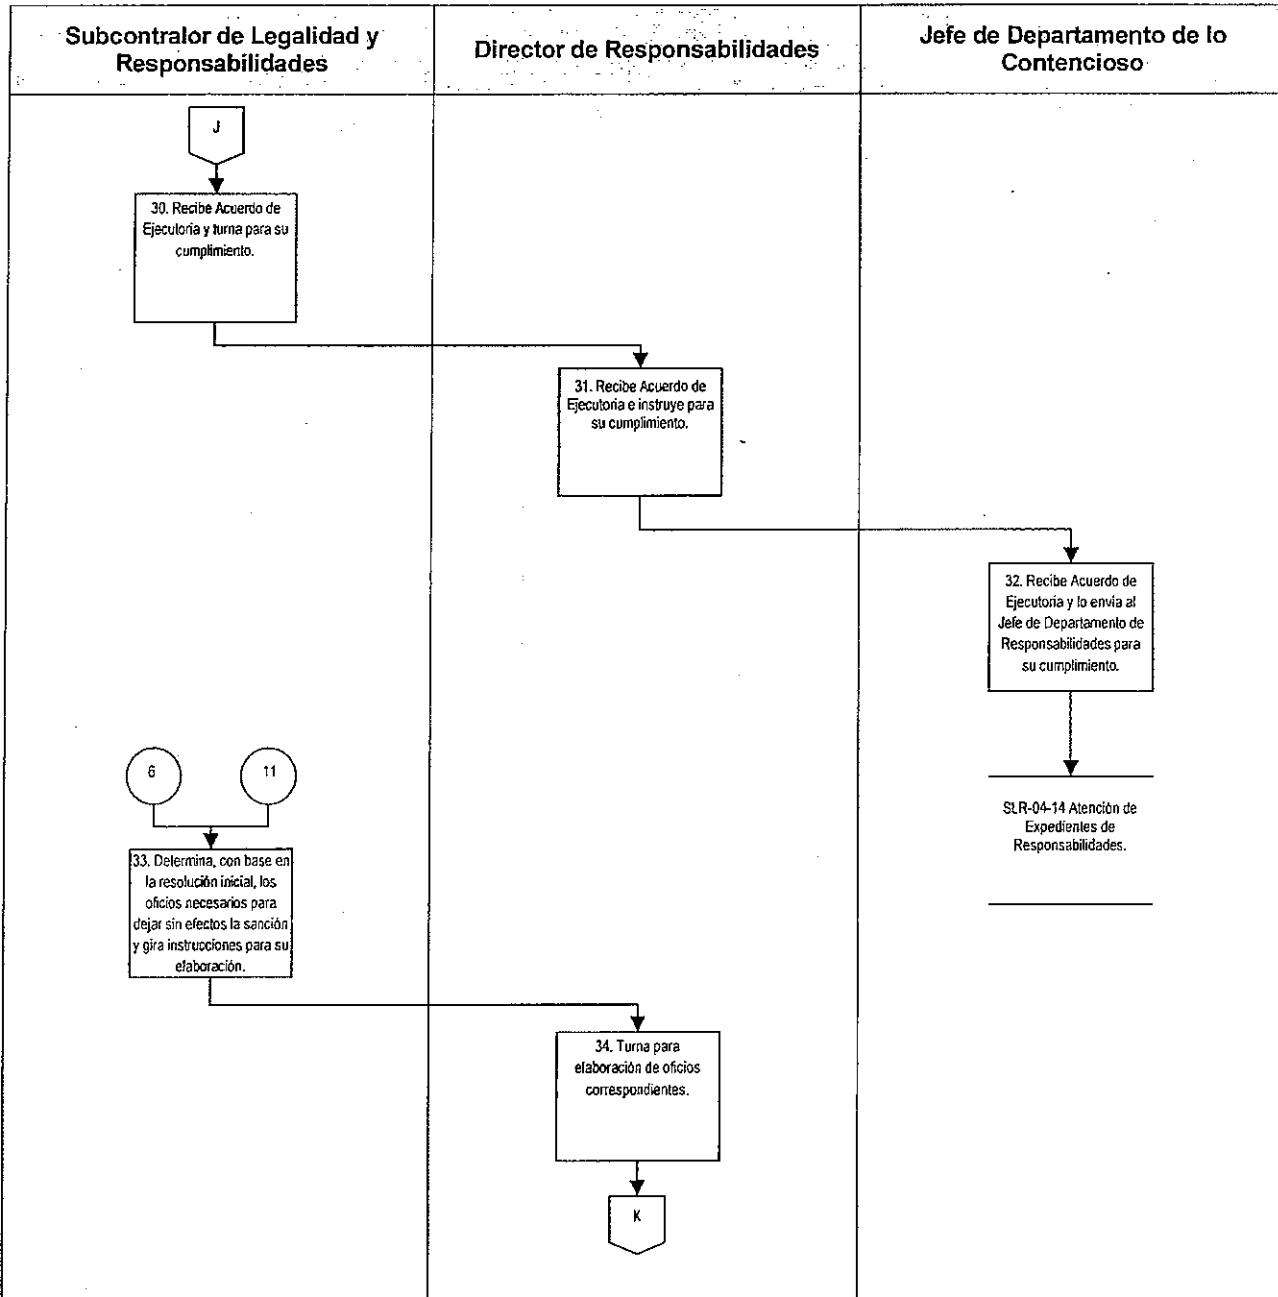 Subcontralor de Legalidad y
Responsabilidades
Director de Responsabilidades
Jefe de Departamento de lo
Contencioso
J
30. Recibe Acuerdo de
Ejecutoria y turna para su
cumplimiento.
31. Recibe Acuerdo de
Ejecutoria e instruye para
su cumplimiento.
32. Recibe Acuerdo de
Ejecutoria y lo envía al
Jefe de Departamento de
Responsabilidades para
su cumplimiento.
SLR-04-14 Atención de
Expedientes de
Responsabilidades.
6
11
33. Determina, con base en
la resolución inicial, los
oficios necesarios para
dejar sin efectos la sanción
y gira instrucciones para su
elaboración.
34. Turna para
elaboración de oficios
correspondientes.
K